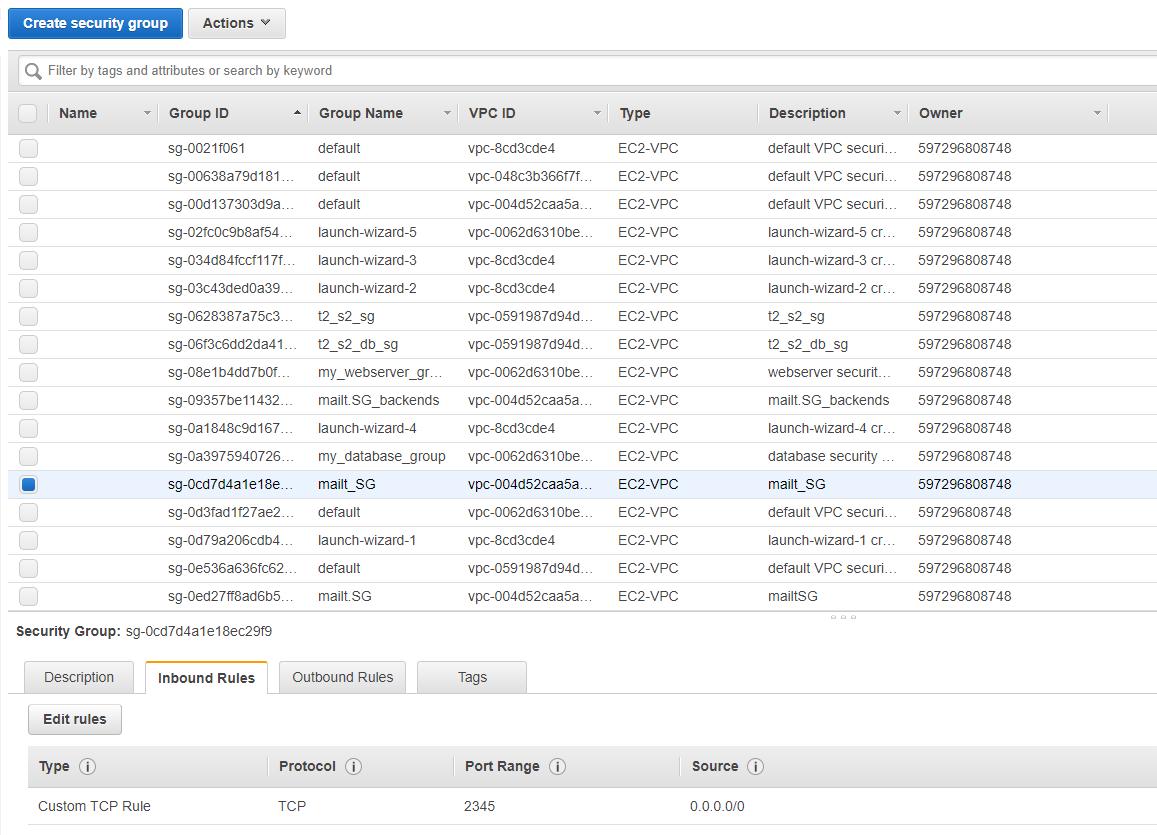 Create security group Actions
Filter by tags and attributes or search by keyword
Name Group ID Group Name VPC ID Type Description Owner
sg-0021f061 default vpc-8cd3cde4 EC2-VPC default VPC securi... 597296808748
sg-00638a79d181... default vpc-048c3b366f7f... EC2-VPC default VPC securi... 597296808748
sg-00d137303d9a... default vpc-004d52caa5a... EC2-VPC default VPC securi... 597296808748
sg-02fc0c9b8af54... launch-wizard-5 vpc-0062d6310be... EC2-VPC launch-wizard-5 cr... 597296808748
sg-034d84fccf117f... launch-wizard-3 vpc-8cd3cde4 EC2-VPC launch-wizard-3 cr... 597296808748
sg-03c43ded0a39... launch-wizard-2 vpc-8cd3cde4 EC2-VPC launch-wizard-2 cr... 597296808748
sg-0628387a75c3... t2_s2_sg vpc-0591987d94d... EC2-VPC t2_s2_sg 597296808748
sg-06f3c6dd2da41... t2_s2_db_sg vpc-0591987d94d... EC2-VPC t2_s2_db_sg 597296808748
sg-08e1b4dd7b0f... my_webserver_gr... vpc-0062d6310be... EC2-VPC webserver securit... 597296808748
sg-09357be11432... mailt.SG_backends vpc-004d52caa5a... EC2-VPC mailt.SG_backends 597296808748
sg-0a1848c9d167... launch-wizard-4 vpc-8cd3cde4 EC2-VPC launch-wizard-4 cr... 597296808748
sg-0a3975940726... my_database_group vpc-0062d6310be... EC2-VPC database security ... 597296808748
sg-0cd7d4a1e18e... mailt_SG vpc-004d52caa5a... EC2-VPC mailt_SG 597296808748
sg-0d3fad1f27ae2... default vpc-0062d6310be... EC2-VPC default VPC securi... 597296808748
sg-0d79a206cdb4... launch-wizard-1 vpc-8cd3cde4 EC2-VPC launch-wizard-1 cr... 597296808748
sg-0e536a636fc62... default vpc-0591987d94d... EC2-VPC default VPC securi... 597296808748
sg-0ed27ff8ad6b5... mailt.SG vpc-004d52caa5a... EC2-VPC mailtSG 597296808748
Security Group: sg-0cd7d4a1e18ec29f9
Description Inbound Rules Outbound Rules Tags
Edit rules
Type i Protocol i Port Range i Source i
Custom TCP Rule TCP 2345 0.0.0.0/0